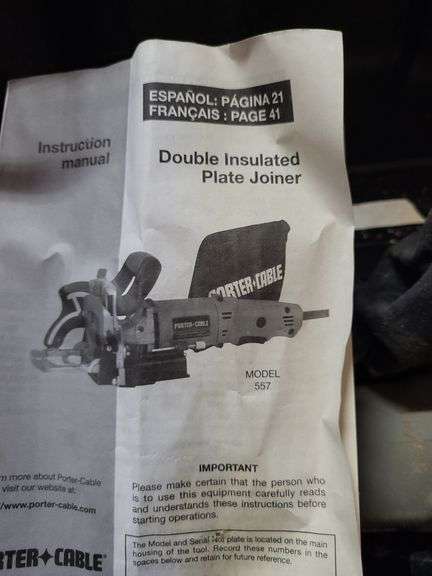 ESPAÑOL: PÁGINA 21
FRANÇAIS : PAGE 41
Instruction
manual
Double Insulated
Plate Joiner
PORTER+CABLE
PORTER+CABLE
MODEL
557
more about Porter-Cable
visit our website at:
/www.porter-cable.com
RTER+CABLE
IMPORTANT
Please make certain that the person who
is to use this equipment carefully reads
and understands these instructions before
starting operations.
The Model and Serial plate is located on the main
housing of the tool. Record these numbers in the
spaces below and retain for future reference.